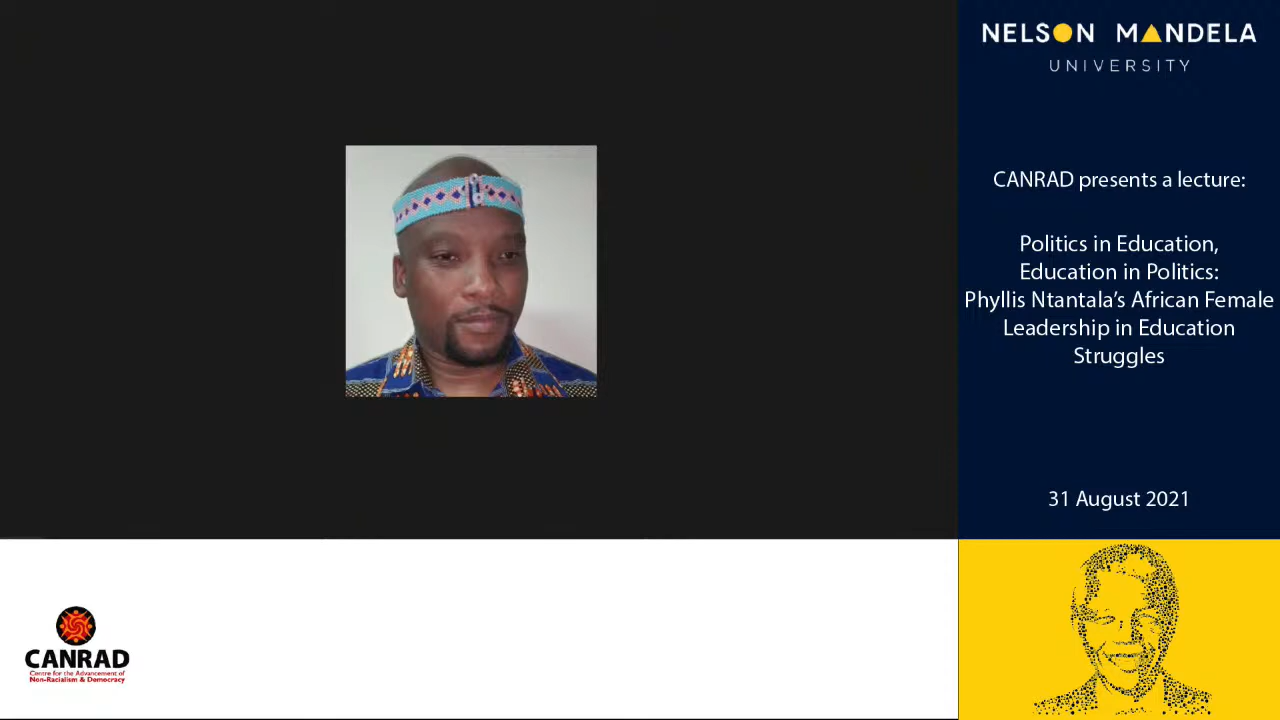 NELSON MANDELA
UNIVERSITY
CANRAD presents a lecture:
Politics in Education,
Education in Politics:
Phyllis Ntantala's African Female
Leadership in Education
Struggles
31 August 2021
CANRAD
Centre for the Advancement of
Non-Racialism & Democracy